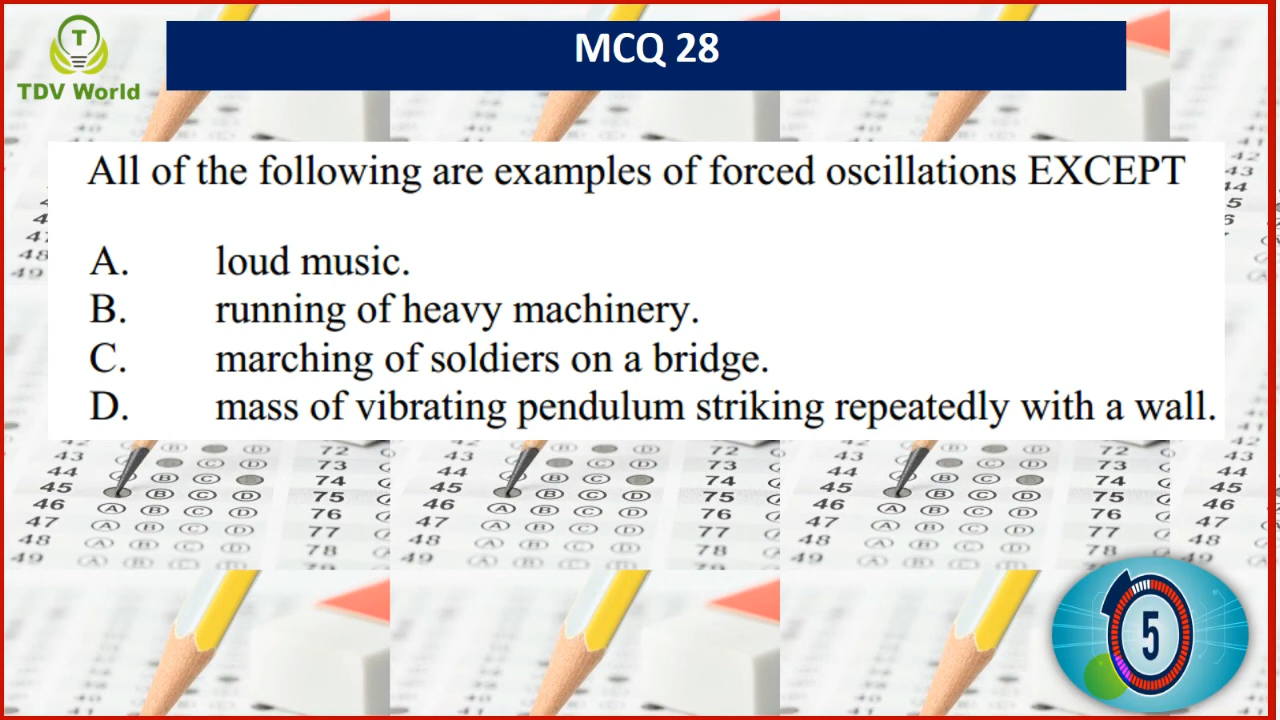 T
TDV World
MCQ 28
All of the following are examples of forced oscillations EXCEPT
A. loud music.
B. running of heavy machinery.
C. marching of soldiers on a bridge.
D. mass of vibrating pendulum striking repeatedly with a wall.
5